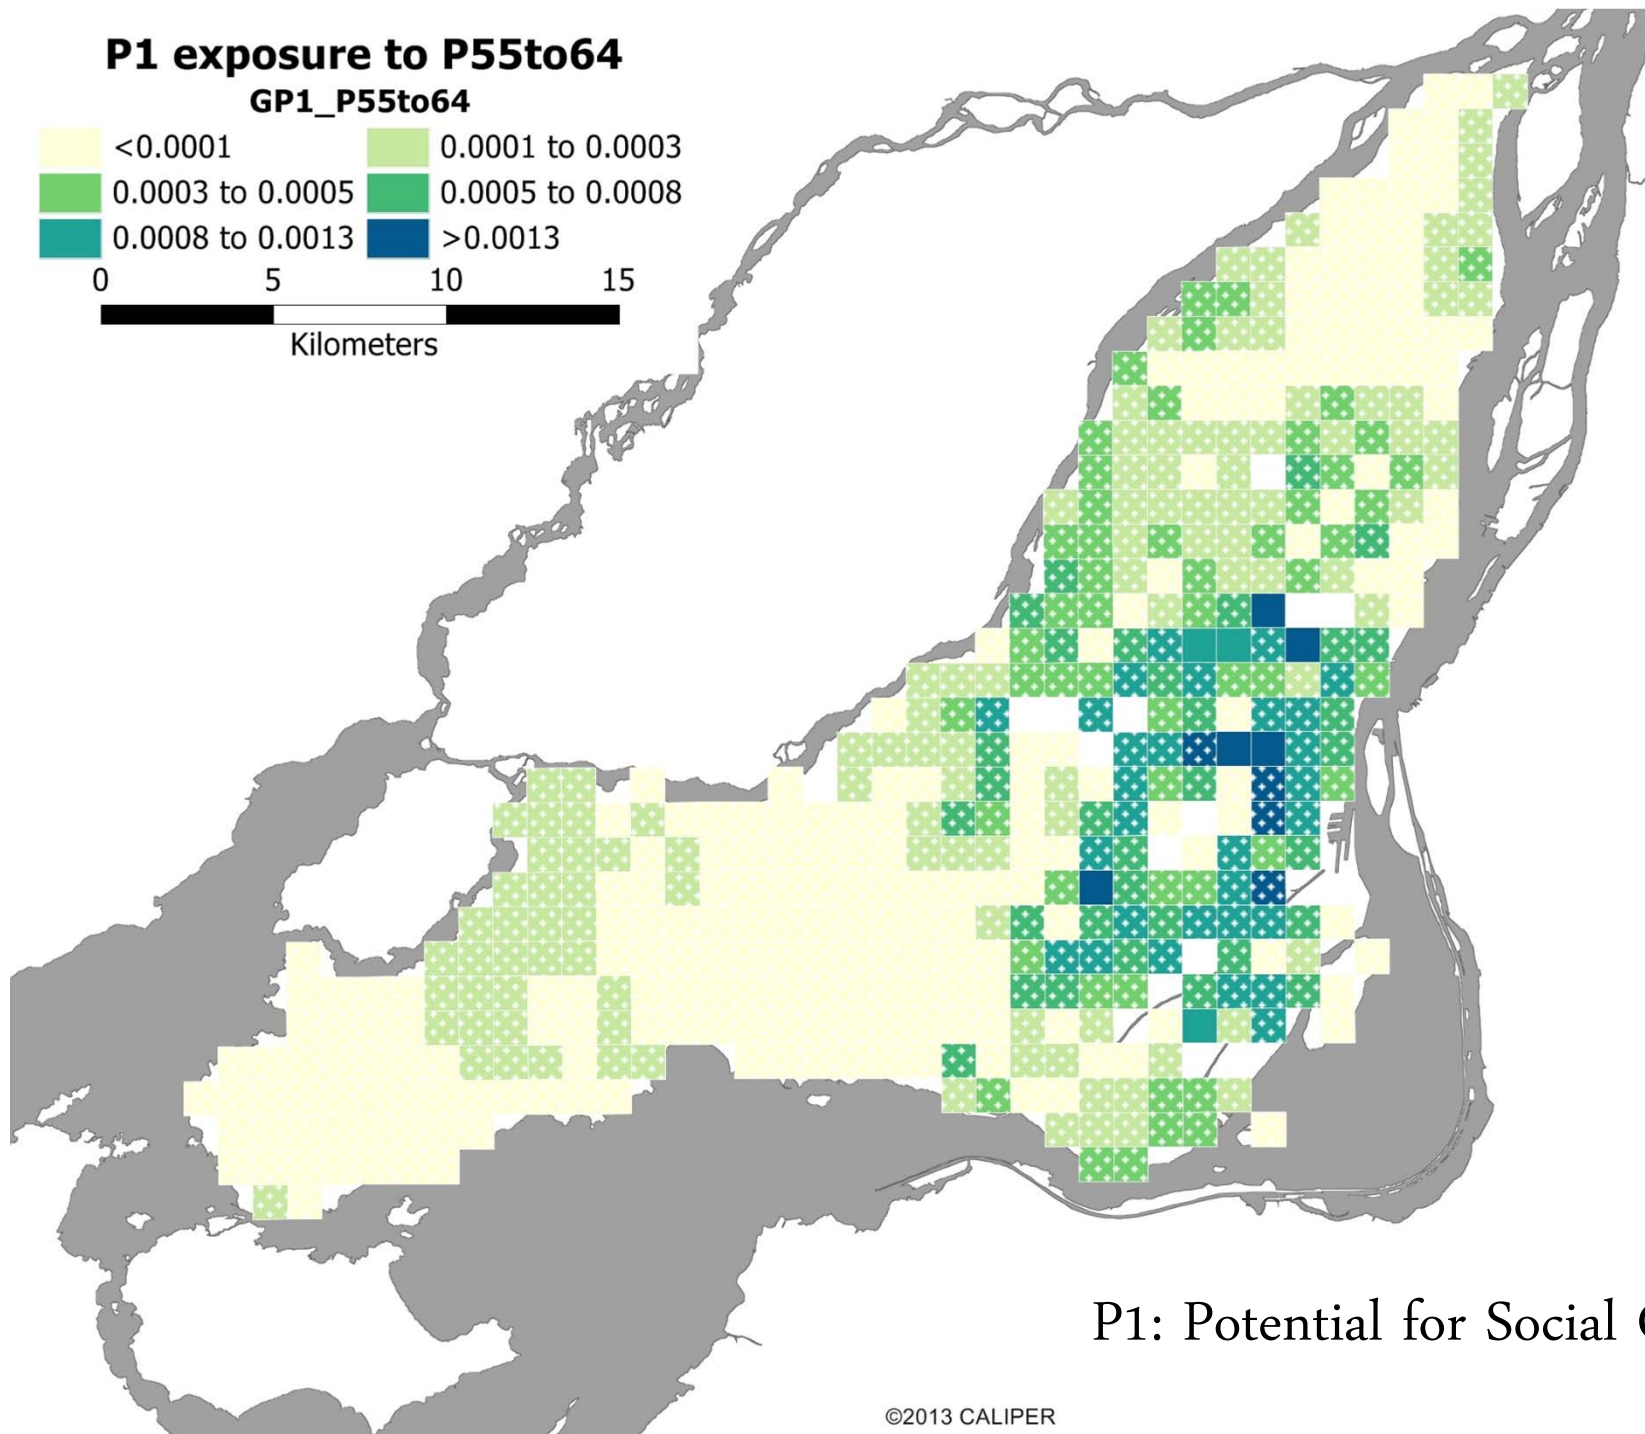 P1 exposure to P55to64
GP1_P55to64
<0.0001 0.0001 to 0.0003
0.0003 to 0.0005 0.0005 to 0.0008
0.0008 to 0.0013 >0.0013
0 5 10 15
Kilometers
P1: Potential for Social
©2013 CALIPER